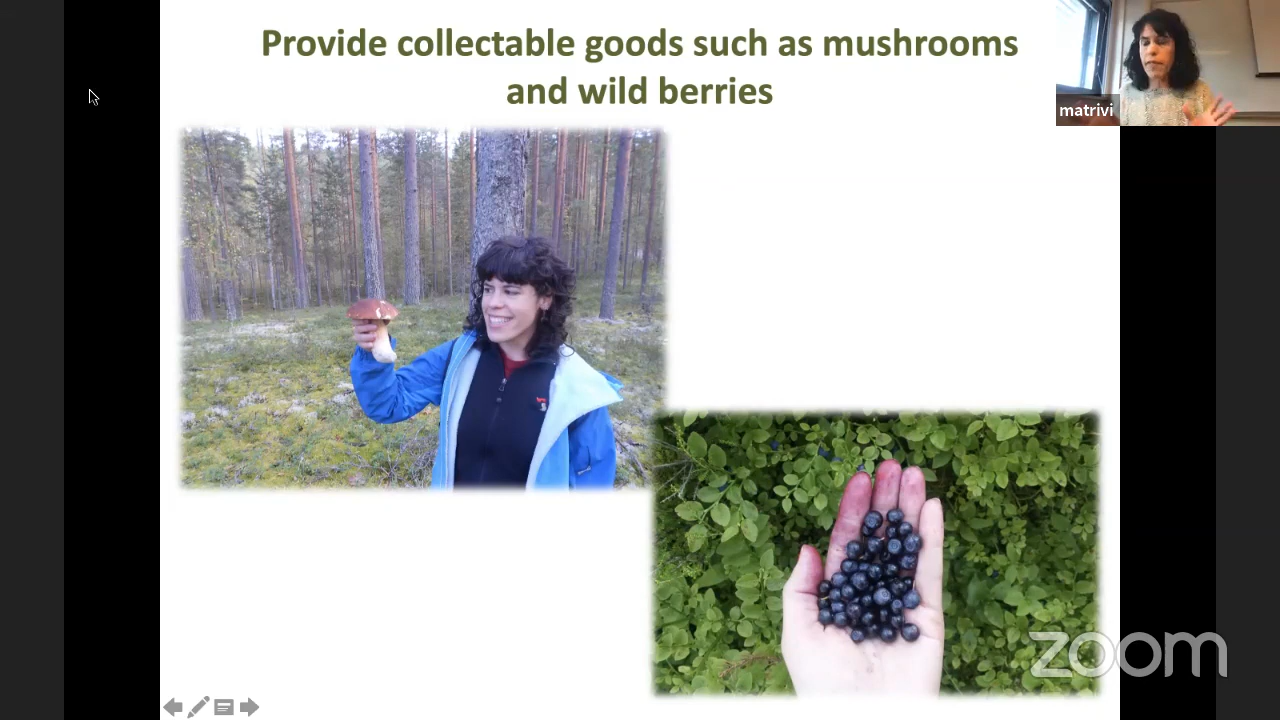 Provide collectable goods such as mushrooms
and wild berries
matrivi
zoom